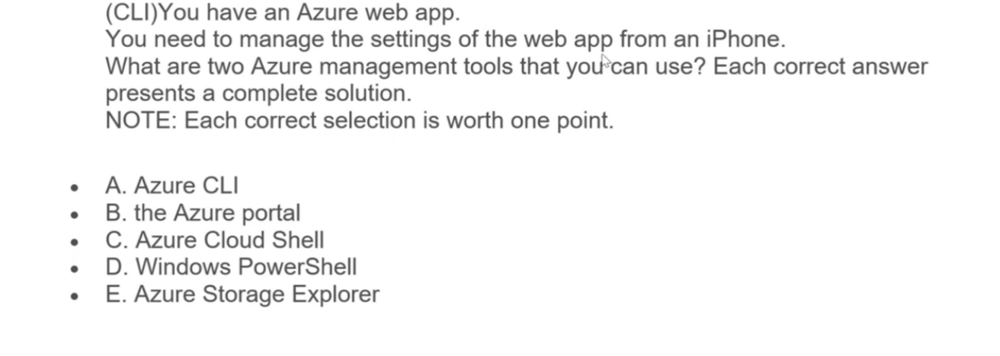 (CLI)You have an Azure web app.
You need to manage the settings of the web app from an iPhone.
What are two Azure management tools that you can use? Each correct answer
presents a complete solution.
NOTE: Each correct selection is worth one point.
• A. Azure CLI
• B. the Azure portal
• C. Azure Cloud Shell
• D. Windows PowerShell
• E. Azure Storage Explorer